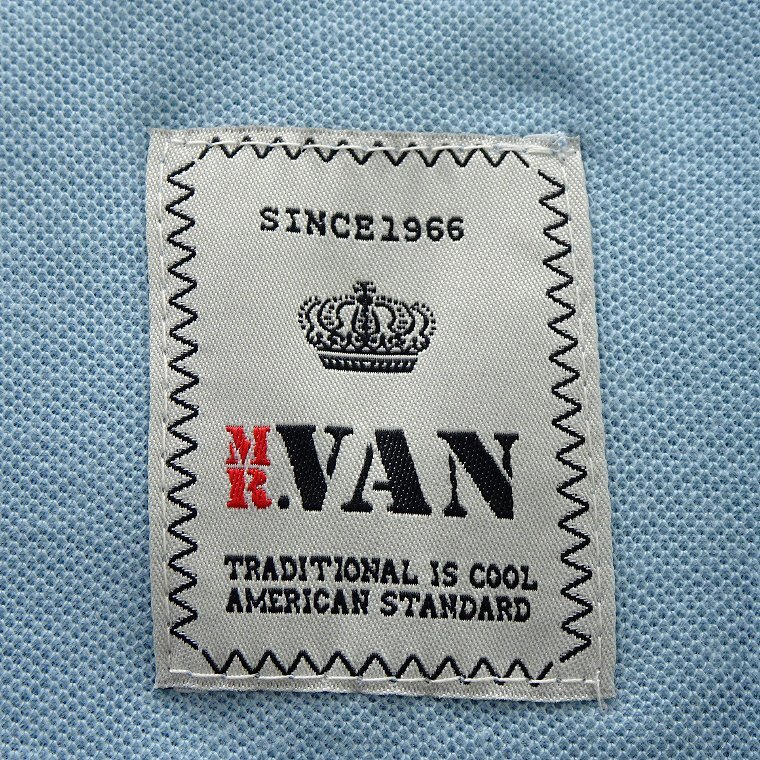 SINCE1966
MR.VAN
TRADITIONAL IS COOL
AMERICAN STANDARD